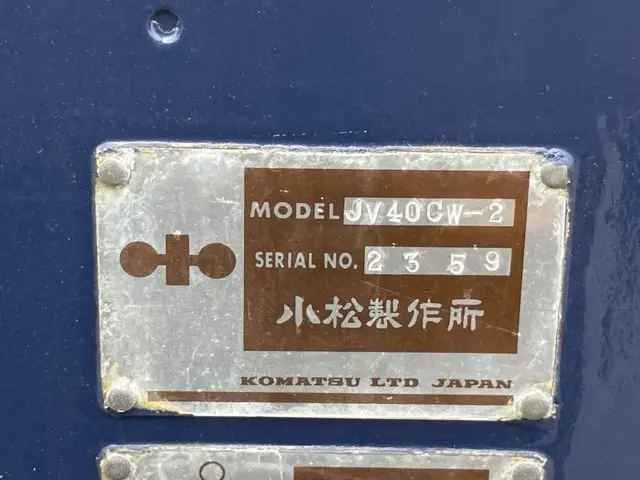 MODEL JV40CW-2
SERIAL NO. 2359
小松製作所
KOMATSU LTD JAPAN